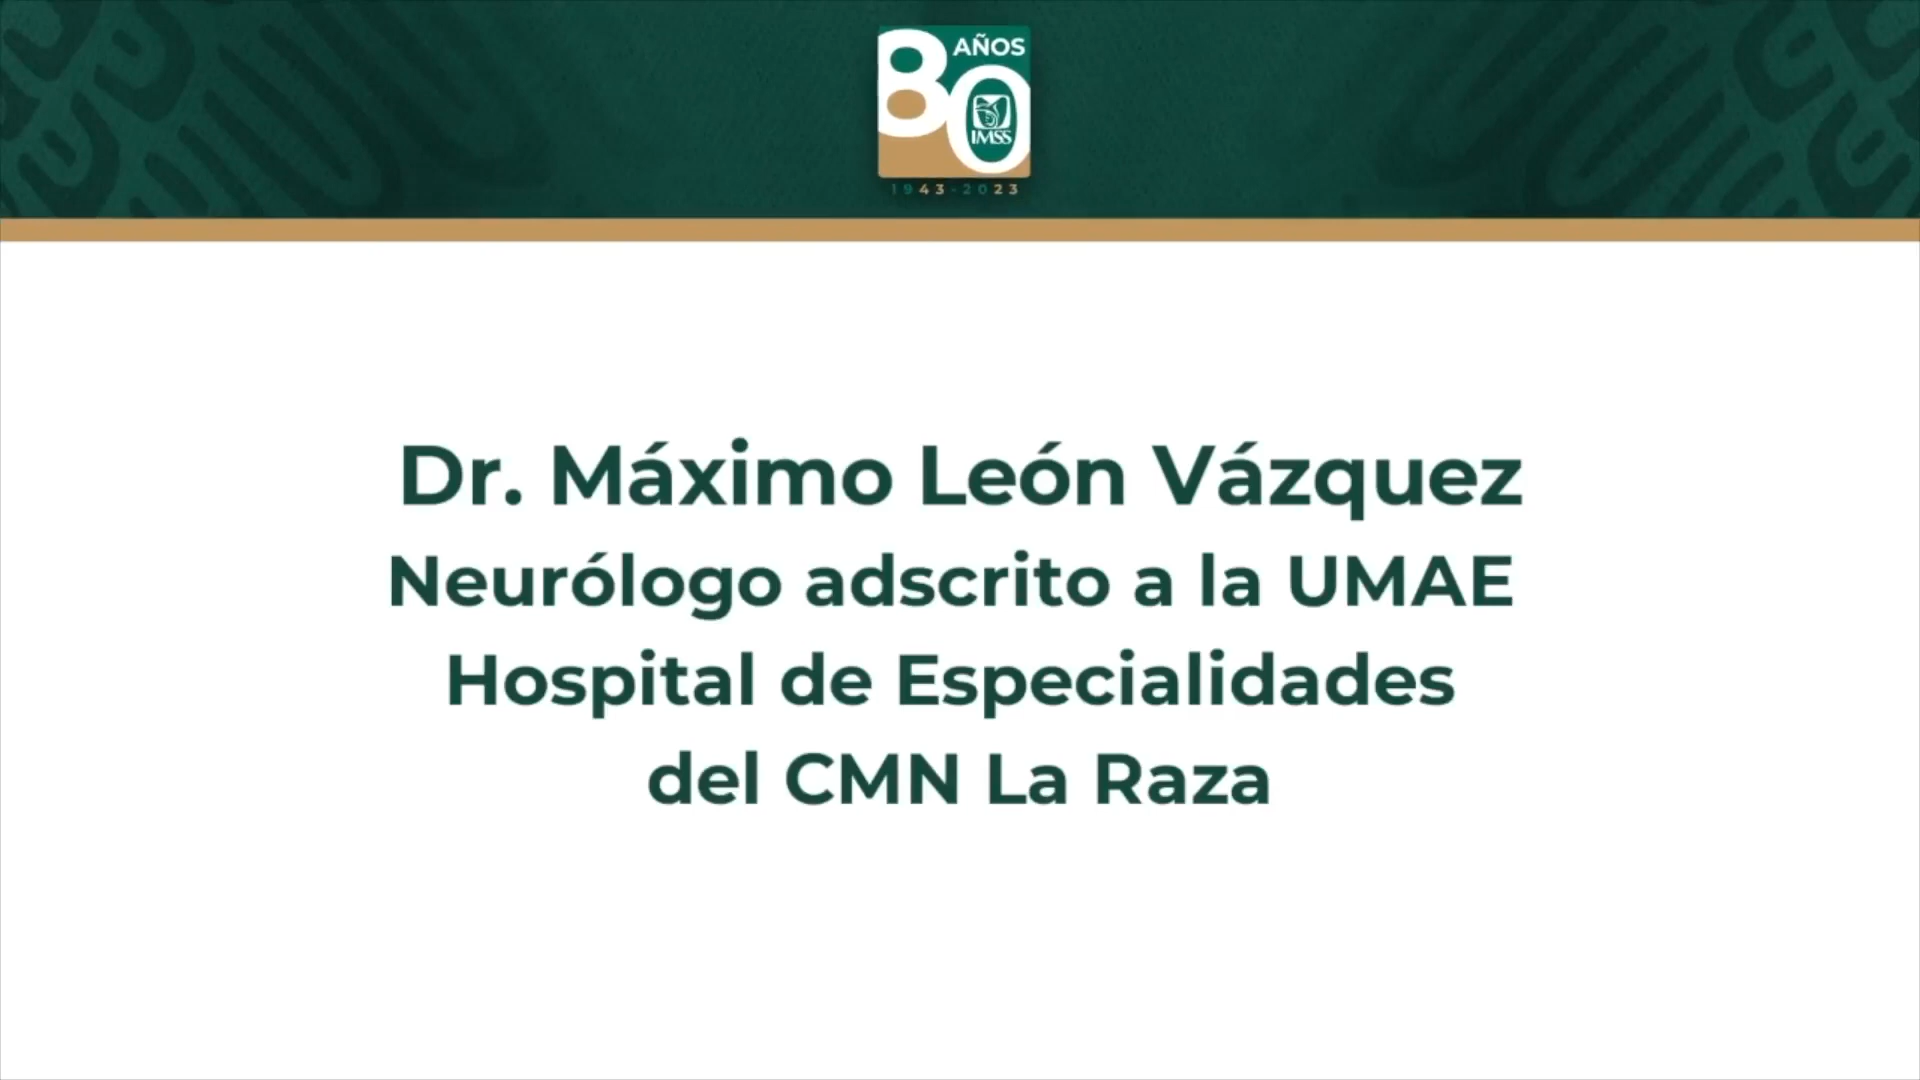 80 AÑOS
IMSS
1943-2023
Dr. Máximo León Vázquez
Neurólogo adscrito a la UMAE
Hospital de Especialidades
del CMN La Raza